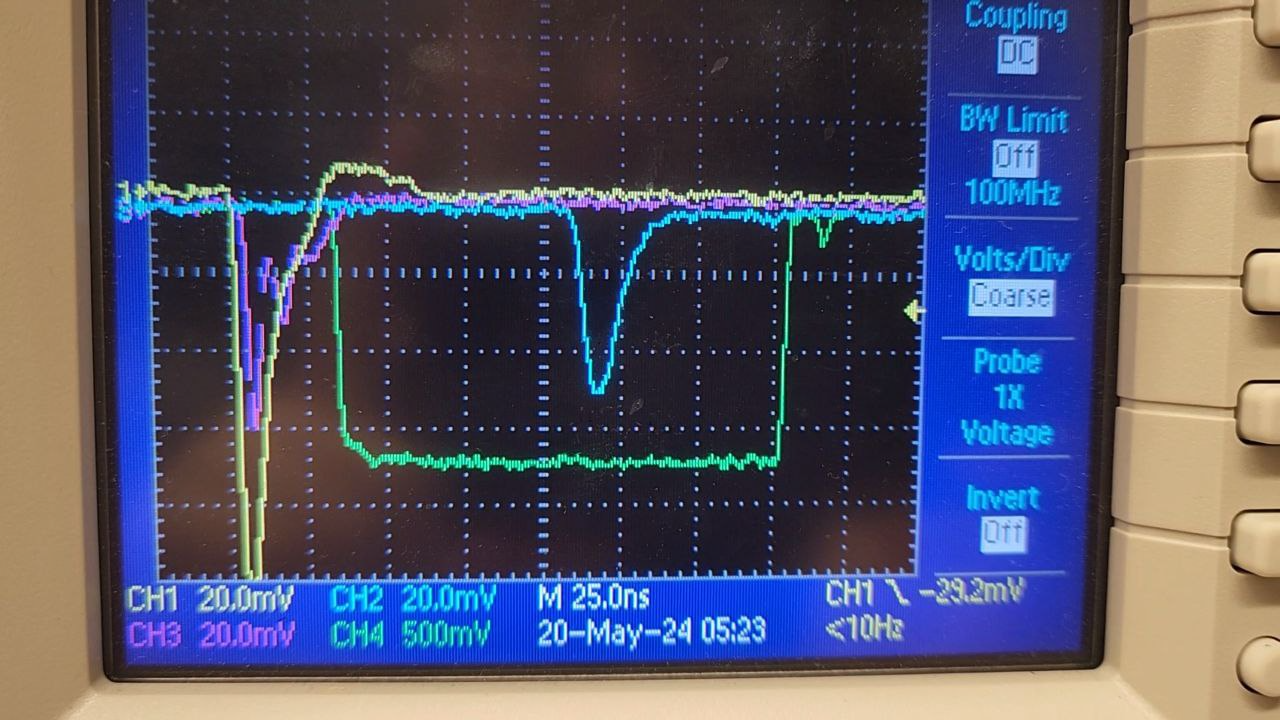 Coupling
DC
BW Limit
Off
100MHz
Volts/Div
Coarse
Probe
1X
Voltage
Invert
Off
CH1 20.0mV CH2 20.0mV M 25.0ns CH1 \ -29.2mV
CH3 20.0mV CH4 500mV 20-May-24 05:23 <10Hz